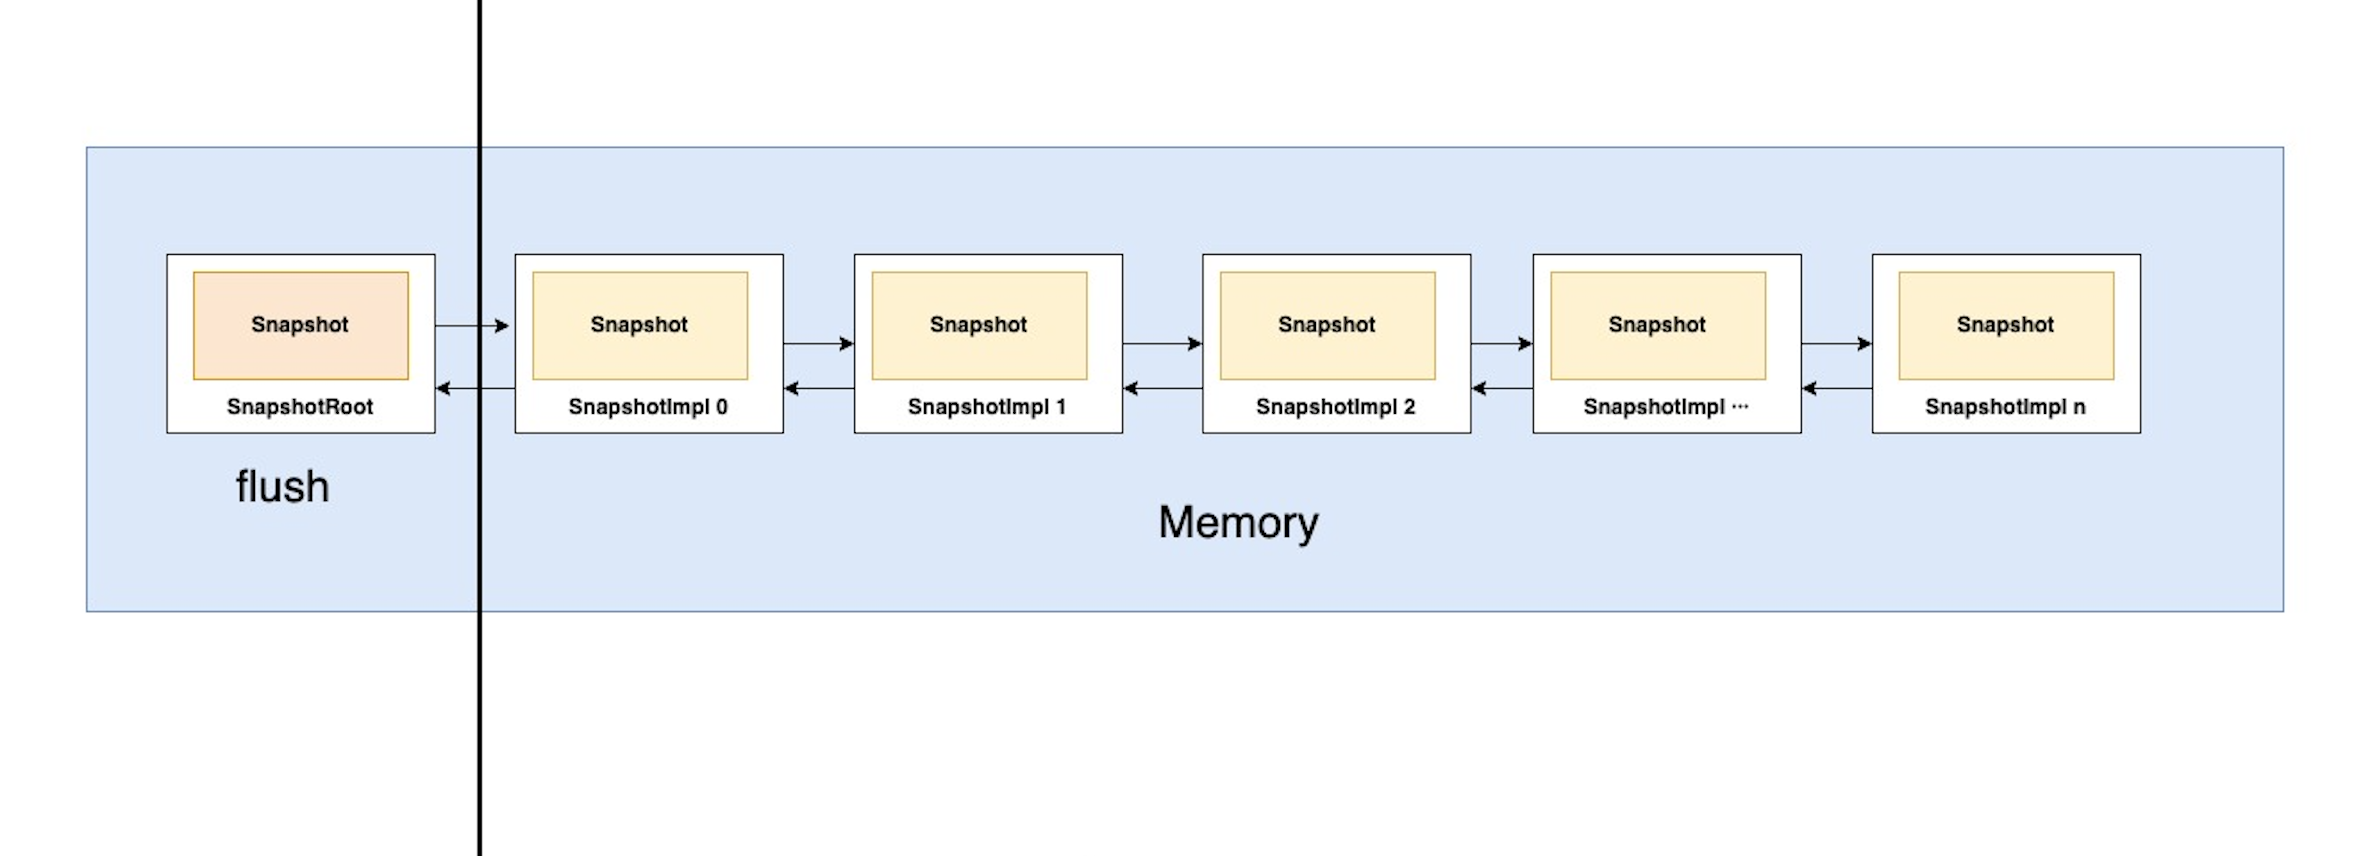 Snapshot
SnapshotRoot
Snapshot
SnapshotImpl 0
Snapshot
SnapshotImpl 1
Snapshot
SnapshotImpl 2
Snapshot
SnapshotImpl ···
Snapshot
SnapshotImpl n
flush
Memory